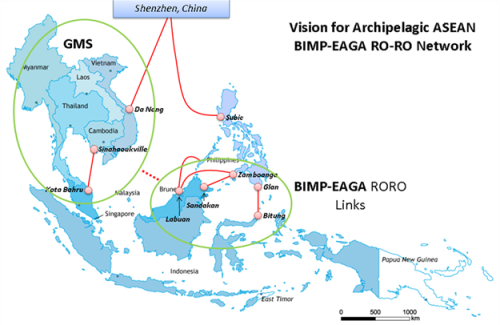 Shenzhen, China
Vision for Archipelagic ASEAN
BIMP-EAGA RO-RO Network
GMS
Myanmar
Vietnam
Laos
Thailand
Da Nang
Cambodia
Subic
Sinahaoukville
Philippines
Zamboanga
Kota Bahru
Malaysia
Brunei
Glan
BIMP-EAGA RORO
Links
Sandakan
Singapore
Labuan
Bitung
Indonesia
Papua New Guinea
East Timor
0 500 1000
km